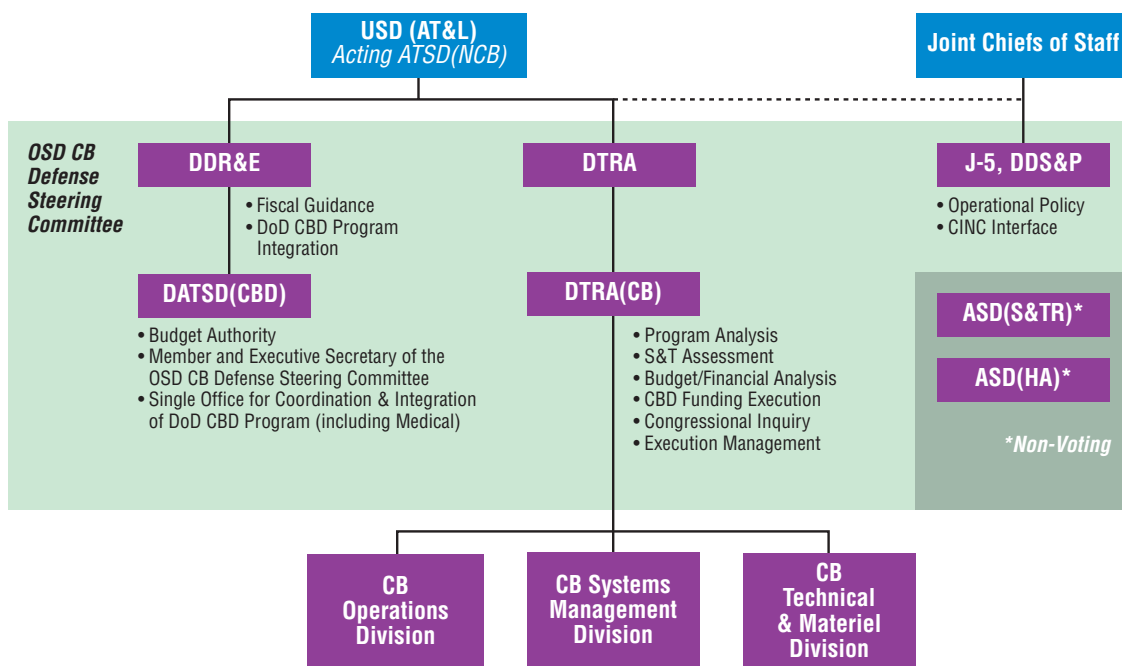 USD (AT&L)
Acting ATSD(NCB)
Joint Chiefs of Staff
OSD CB
Defense
Steering
Committee
DDR&E
• Fiscal Guidance
• DoD CBD Program
Integration
DATSD(CBD)
• Budget Authority
• Member and Executive Secretary of the
OSD CB Defense Steering Committee
• Single Office for Coordination & Integration
of DoD CBD Program (including Medical)
DTRA
DTRA(CB)
• Program Analysis
• S&T Assessment
• Budget/Financial Analysis
• CBD Funding Execution
• Congressional Inquiry
• Execution Management
J-5, DDS&P
• Operational Policy
• CINC Interface
ASD(S&TR)*
ASD(HA)*
*Non-Voting
CB
Operations
Division
CB Systems
Management
Division
CB
Technical
& Materiel
Division